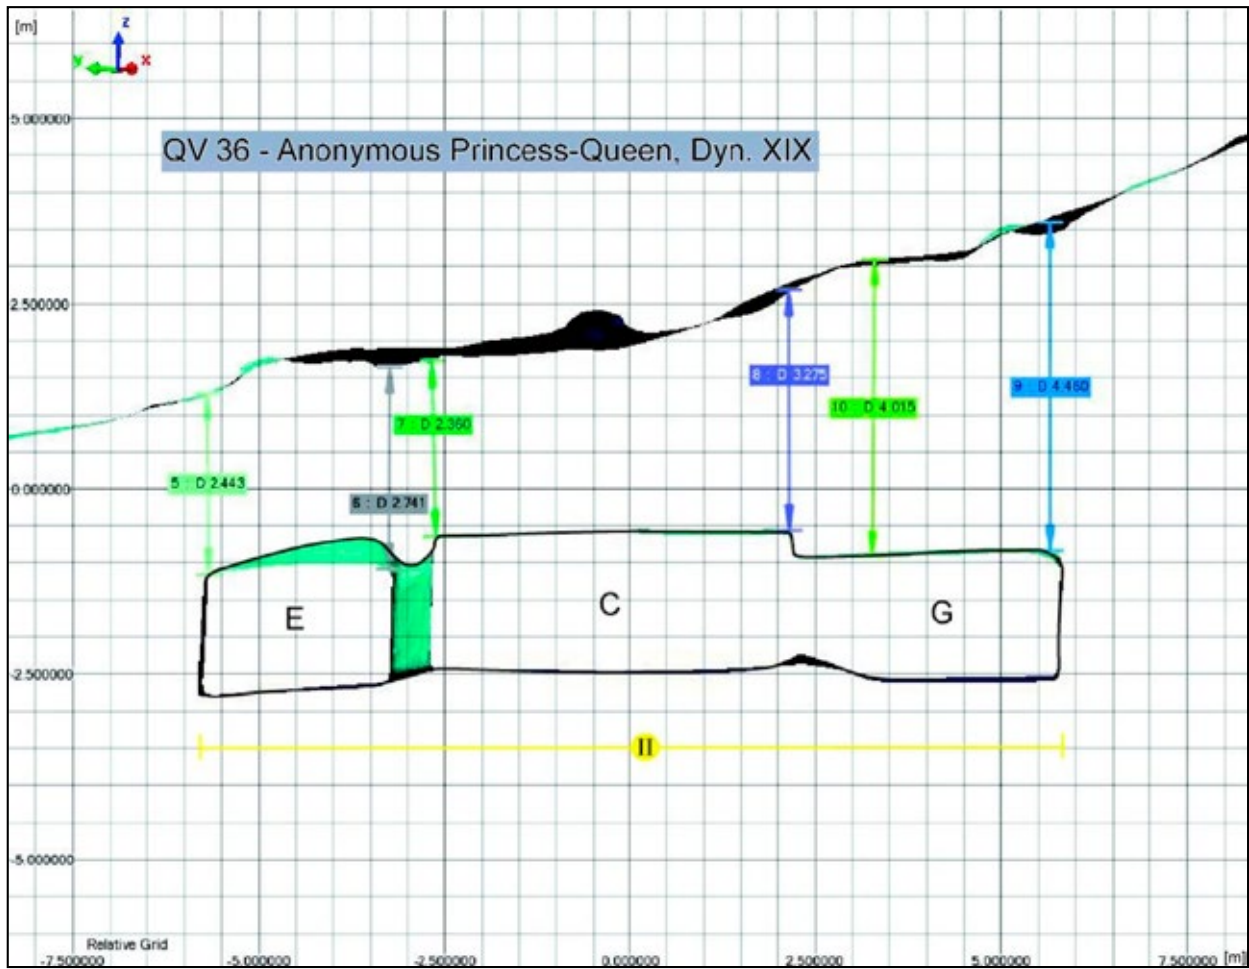 [m]
z
y
x
5.000000
QV 36 - Anonymous Princess-Queen, Dyn. XIX
2.500000
8 : D 3.275
9 : D 4.460
10 : D 4.015
7 : D 2.360
5 : D 2.443
0.000000
6 : D 2.741
E
C
G
-2.500000
II
-5.000000
Relative Grid
-7.500000
-5.000000
-2.500000
0.000000
2.500000
5.000000
7.500000
[m]